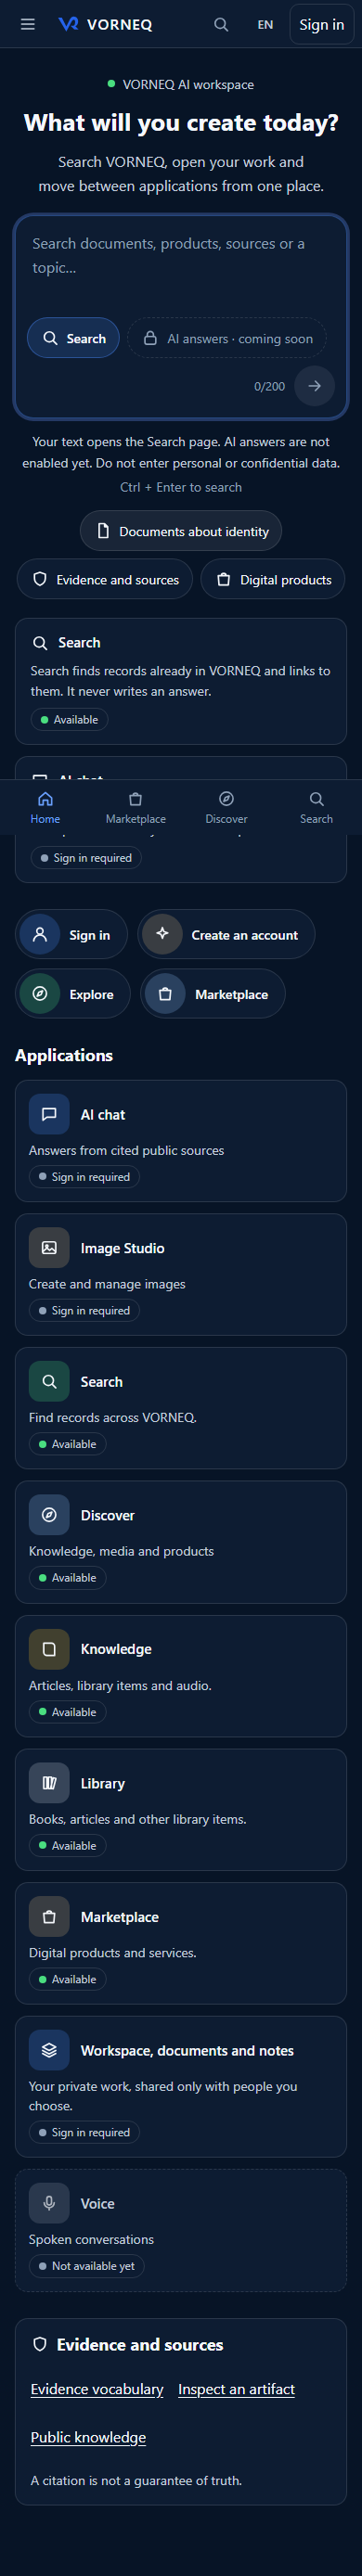 VORNEQ
EN
Sign in
VORNEQ AI workspace
What will you create today?
Search VORNEQ, open your work and
move between applications from one place.
Search documents, products, sources or a
topic...
Search
AI answers · coming soon
0/200
Your text opens the Search page. AI answers are not
enabled yet. Do not enter personal or confidential data.
Ctrl + Enter to search
Documents about identity
Evidence and sources
Digital products
Search
Search finds records already in VORNEQ and links to
them. It never writes an answer.
Available
Home
Marketplace
Discover
Search
Sign in required
Sign in
Create an account
Explore
Marketplace
Applications
AI chat
Answers from cited public sources
Sign in required
Image Studio
Create and manage images
Sign in required
Search
Find records across VORNEQ.
Available
Discover
Knowledge, media and products
Available
Knowledge
Articles, library items and audio.
Available
Library
Books, articles and other library items.
Available
Marketplace
Digital products and services.
Available
Workspace, documents and notes
Your private work, shared only with people you
choose.
Sign in required
Voice
Spoken conversations
Not available yet
Evidence and sources
Evidence vocabulary
Inspect an artifact
Public knowledge
A citation is not a guarantee of truth.